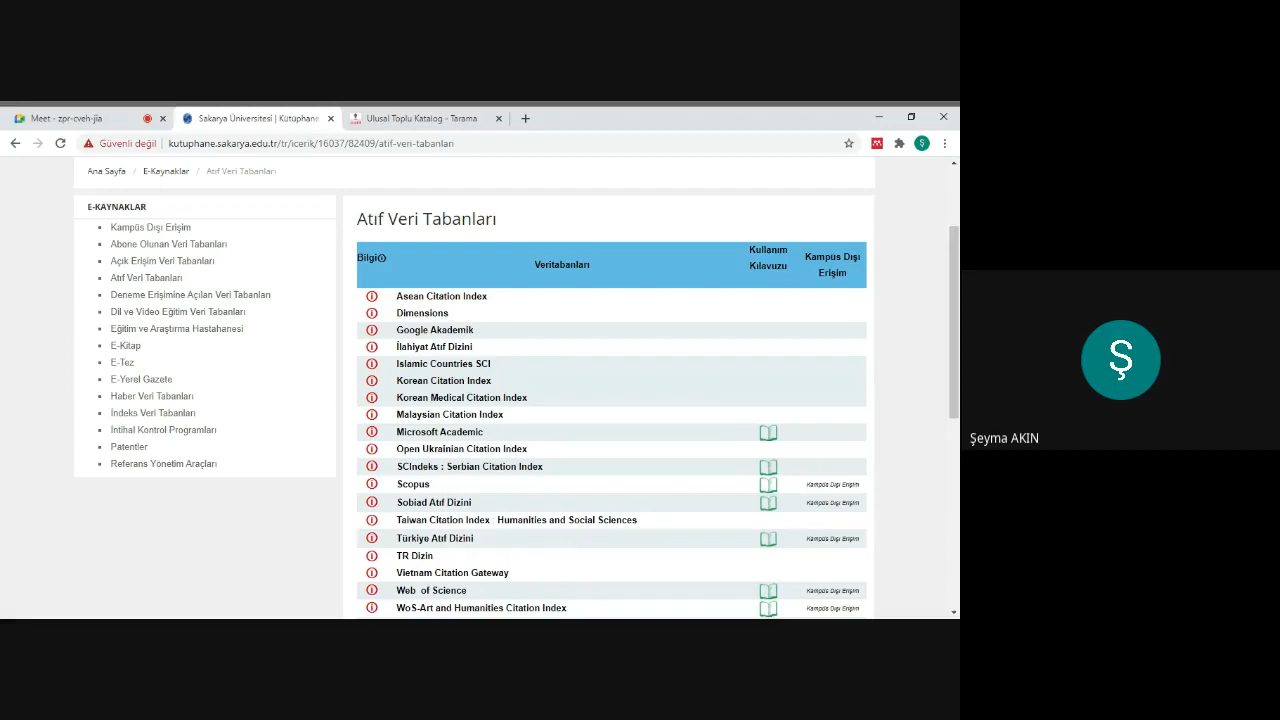 Meet - zpr-cveh-jia
Sakarya Üniversitesi | Kütüphane
Ulusal Toplu Katalog - Tarama
Güvenli değil
kutuphane.sakarya.edu.tr/tr/icerik/16037/82409/atif-veri-tabanlari
Ş
Ana Sayfa / E-Kaynaklar / Atıf Veri Tabanları
E-KAYNAKLAR
Kampüs Dışı Erişim
Abone Olunan Veri Tabanları
Açık Erişim Veri Tabanları
Atıf Veri Tabanları
Deneme Erişimine Açılan Veri Tabanları
Dil ve Video Eğitim Veri Tabanları
Eğitim ve Araştırma Hastahanesi
E-Kitap
E-Tez
E-Yerel Gazete
Haber Veri Tabanları
İndeks Veri Tabanları
İntihal Kontrol Programları
Patentler
Referans Yönetim Araçları
Atıf Veri Tabanları
Bilgi
Veritabanları
Kullanım
Kılavuzu
Kampüs Dışı
Erişim
Asean Citation Index
Dimensions
Google Akademik
İlahiyat Atıf Dizini
Islamic Countries SCI
Korean Citation Index
Korean Medical Citation Index
Malaysian Citation Index
Microsoft Academic
Open Ukrainian Citation Index
SCIndeks : Serbian Citation Index
Scopus Kampüs Dışı Erişim
Sobiad Atıf Dizini Kampüs Dışı Erişim
Taiwan Citation Index : Humanities and Social Sciences
Türkiye Atıf Dizini Kampüs Dışı Erişim
TR Dizin
Vietnam Citation Gateway
Web of Science Kampüs Dışı Erişim
WoS-Art and Humanities Citation Index Kampüs Dışı Erişim
Ş
Şeyma AKIN